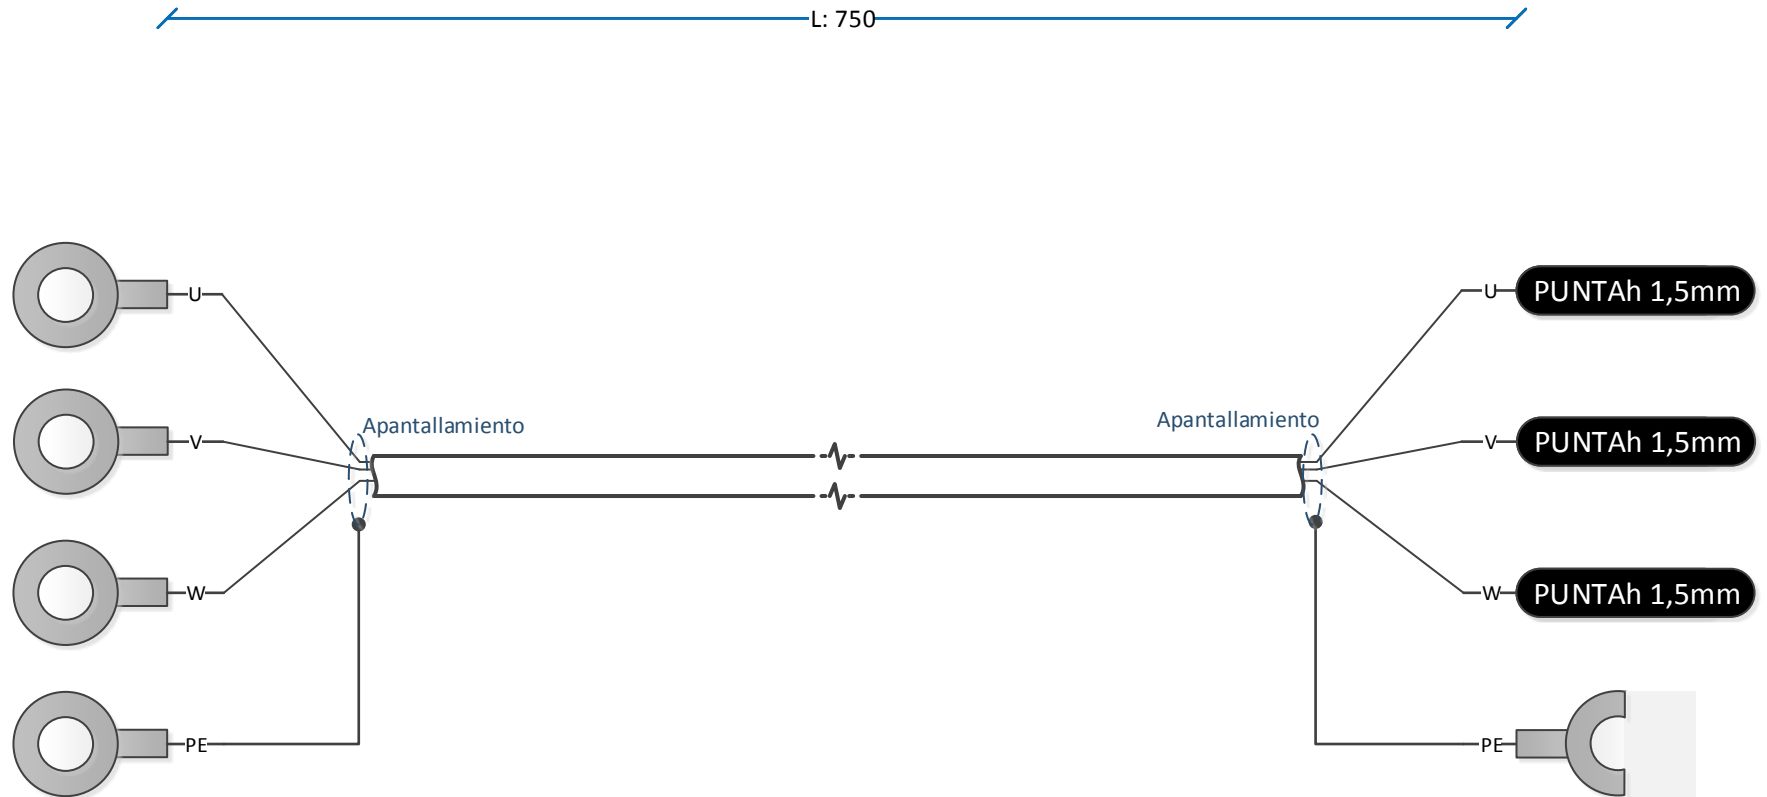 L: 750
U
U
PUNTAh 1,5mm
Apantallamiento
Apantallamiento
V
V
PUNTAh 1,5mm
W
W
PUNTAh 1,5mm
PE
PE